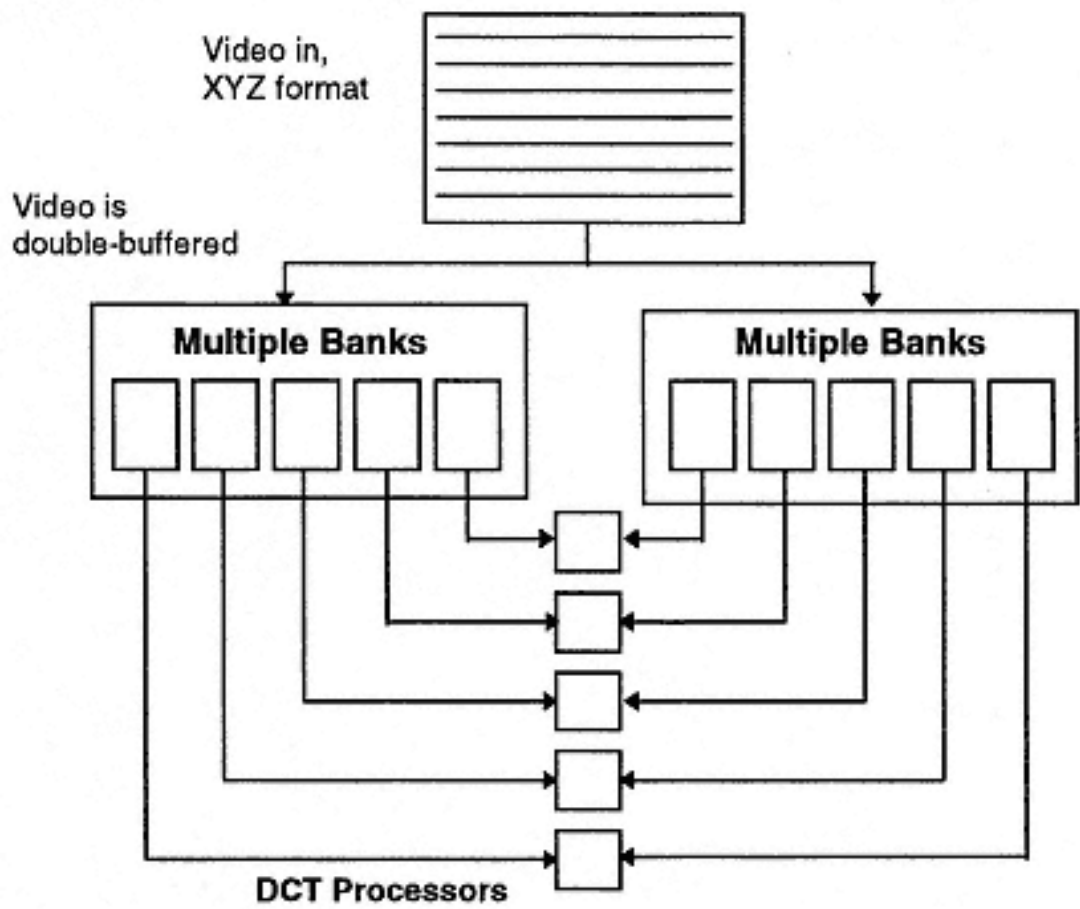 Video in,
XYZ format
Video is
double-buffered
Multiple Banks
Multiple Banks
DCT Processors